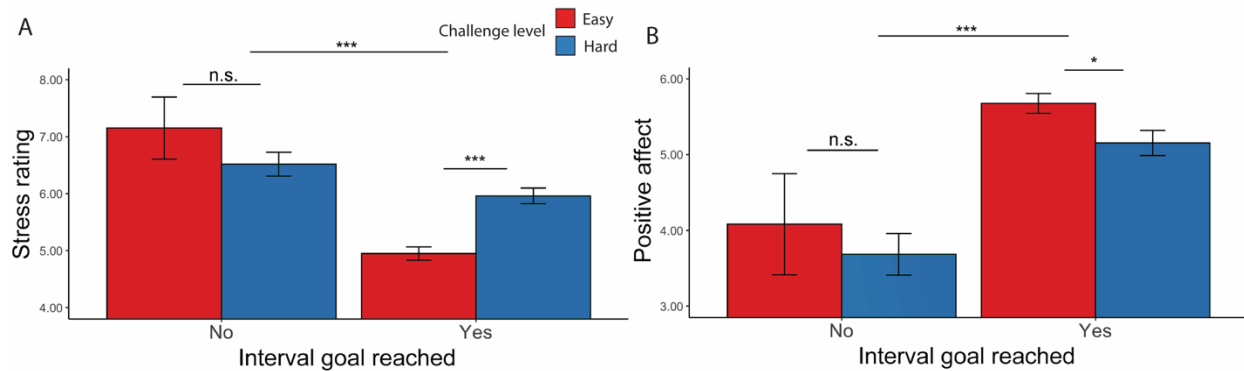 A
Challenge level
Easy
Hard
B
***
n.s.
***
Stress rating
8.00
7.00
6.00
5.00
4.00
No
Yes
Interval goal reached
***
n.s.
*
Positive affect
6.00
5.00
4.00
3.00
No
Yes
Interval goal reached